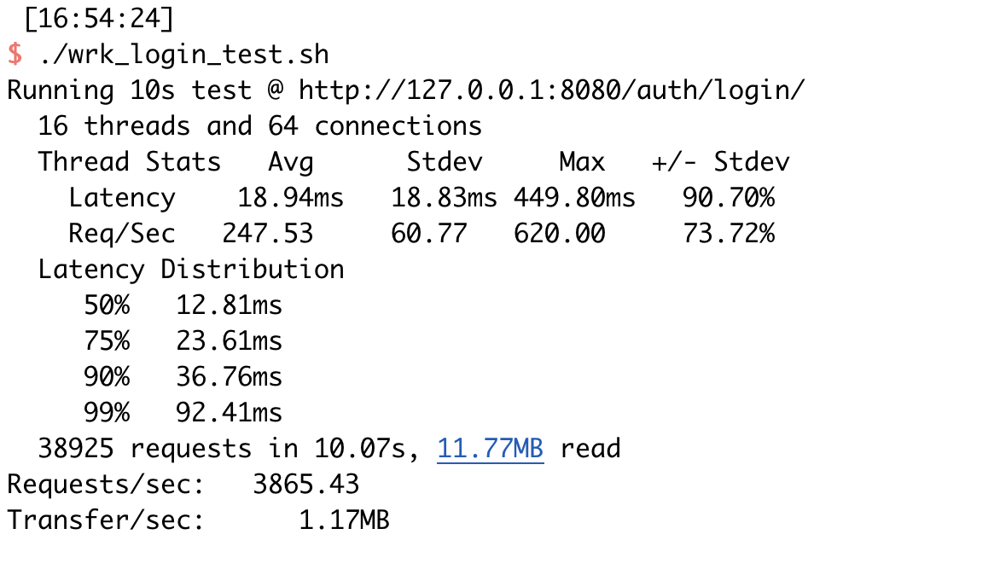 [16:54:24]
$ ./wrk_login_test.sh
Running 10s test @ http://127.0.0.1:8080/auth/login/
  16 threads and 64 connections
  Thread Stats   Avg      Stdev     Max   +/- Stdev
    Latency    18.94ms   18.83ms 449.80ms   90.70%
    Req/Sec   247.53     60.77   620.00     73.72%
  Latency Distribution
     50%   12.81ms
     75%   23.61ms
     90%   36.76ms
     99%   92.41ms
  38925 requests in 10.07s, 11.77MB read
Requests/sec:   3865.43
Transfer/sec:      1.17MB